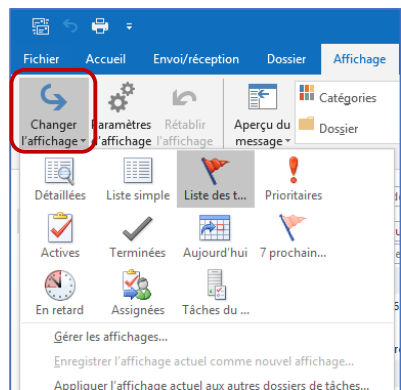 Fichier Accueil Envoi/réception Dossier Affichage
Changer l'affichage
Paramètres d'affichage
Rétablir l'affichage
Aperçu du message
Catégories
Dossier
Détaillées Liste simple Liste des t... Prioritaires
Actives Terminées Aujourd'hui 7 prochain...
En retard Assignées Tâches du ...
Gérer les affichages...
Enregistrer l'affichage actuel comme nouvel affichage...
Appliquer l'affichage actuel aux autres dossiers de tâches...